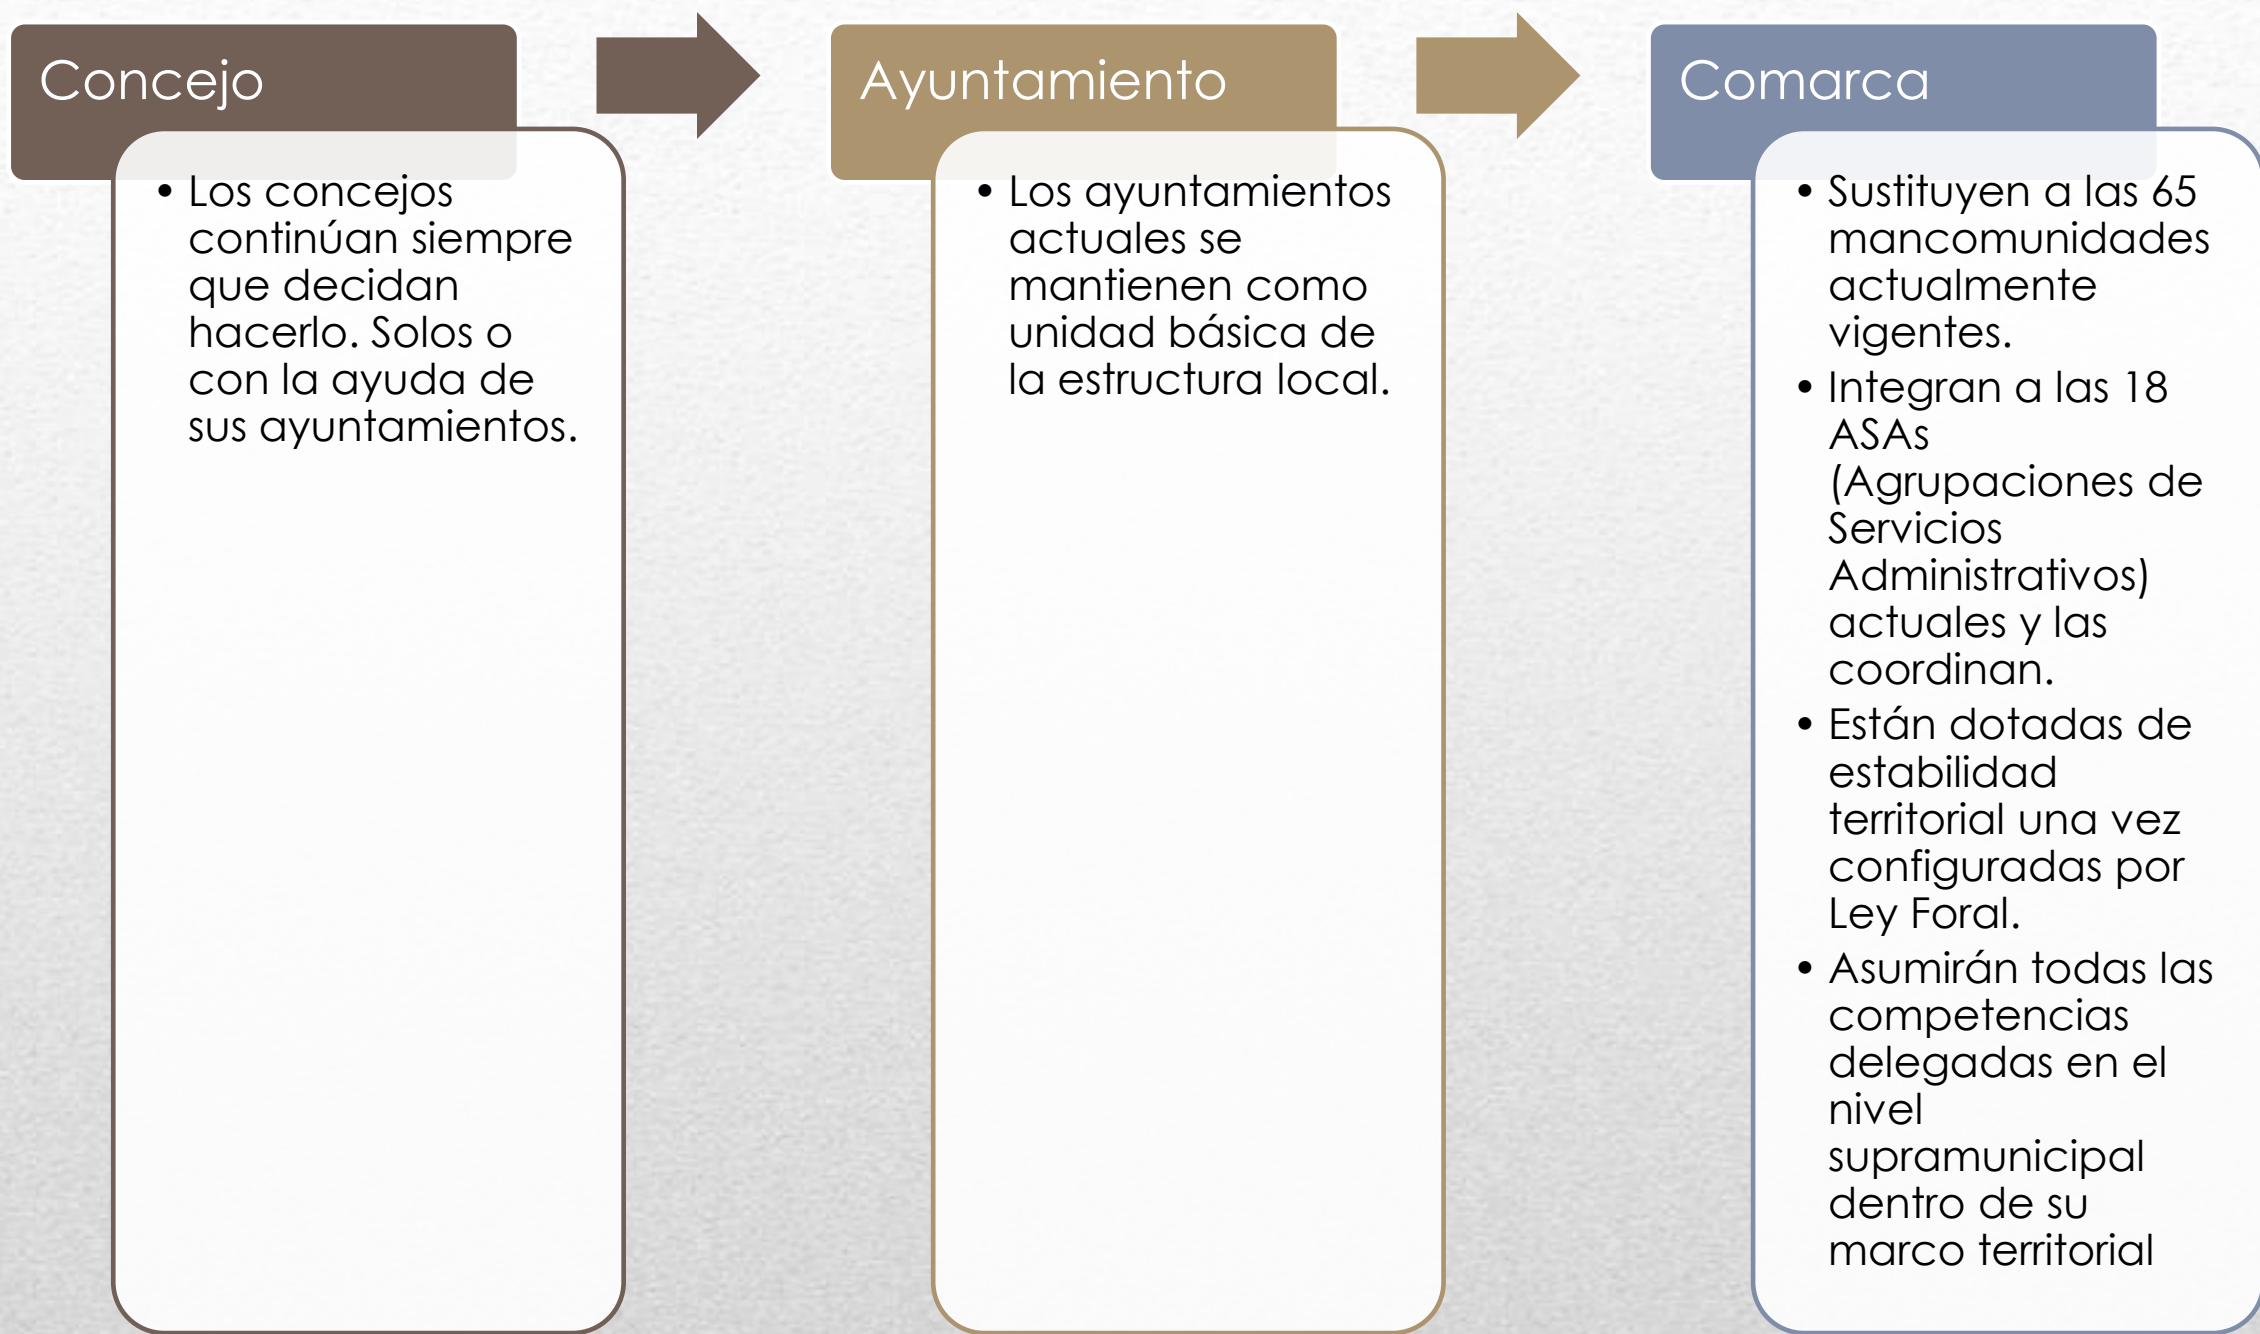 Concejo
• Los concejos
continúan siempre
que decidan
hacerlo. Solos o
con la ayuda de
sus ayuntamientos.
Ayuntamiento
• Los ayuntamientos
actuales se
mantienen como
unidad básica de
la estructura local.
Comarca
• Sustituyen a las 65
mancomunidades
actualmente
vigentes.
• Integran a las 18
ASAs
(Agrupaciones de
Servicios
Administrativos)
actuales y las
coordinan.
• Están dotadas de
estabilidad
territorial una vez
configuradas por
Ley Foral.
• Asumirán todas las
competencias
delegadas en el
nivel
supramunicipal
dentro de su
marco territorial